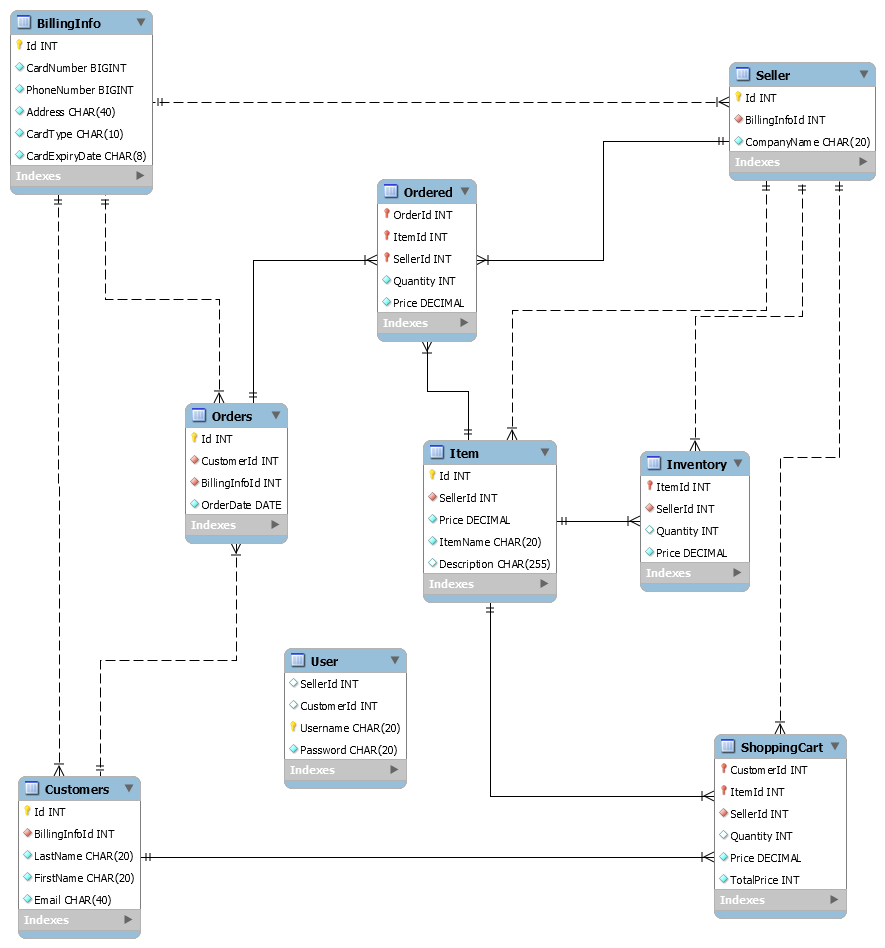 BillingInfo
Id INT
CardNumber BIGINT
PhoneNumber BIGINT
Address CHAR(40)
CardType CHAR(10)
CardExpiryDate CHAR(8)
Indexes
Seller
Id INT
BillingInfoId INT
CompanyName CHAR(20)
Indexes
Ordered
OrderId INT
ItemId INT
SellerId INT
Quantity INT
Price DECIMAL
Indexes
Orders
Id INT
CustomerId INT
BillingInfoId INT
OrderDate DATE
Indexes
Item
Id INT
SellerId INT
Price DECIMAL
ItemName CHAR(20)
Description CHAR(255)
Indexes
Inventory
ItemId INT
SellerId INT
Quantity INT
Price DECIMAL
Indexes
User
SellerId INT
CustomerId INT
Username CHAR(20)
Password CHAR(20)
Indexes
Customers
Id INT
BillingInfoId INT
LastName CHAR(20)
FirstName CHAR(20)
Email CHAR(40)
Indexes
ShoppingCart
CustomerId INT
ItemId INT
SellerId INT
Quantity INT
Price DECIMAL
TotalPrice INT
Indexes